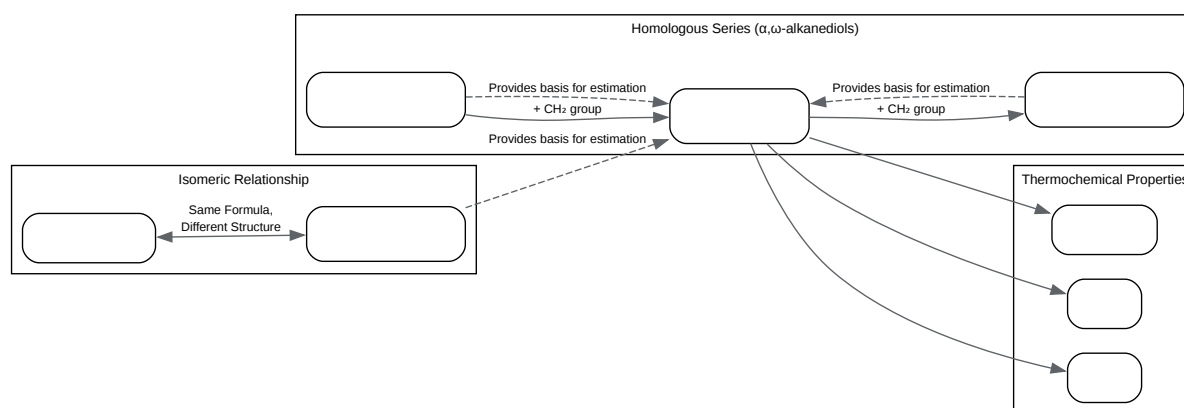 Homologous Series (α,ω-alkanediols)
Provides basis for estimation
+ CH₂ group
Provides basis for estimation
+ CH₂ group
Provides basis for estimation
Isomeric Relationship
Same Formula,
Different Structure
Thermochemical Properties